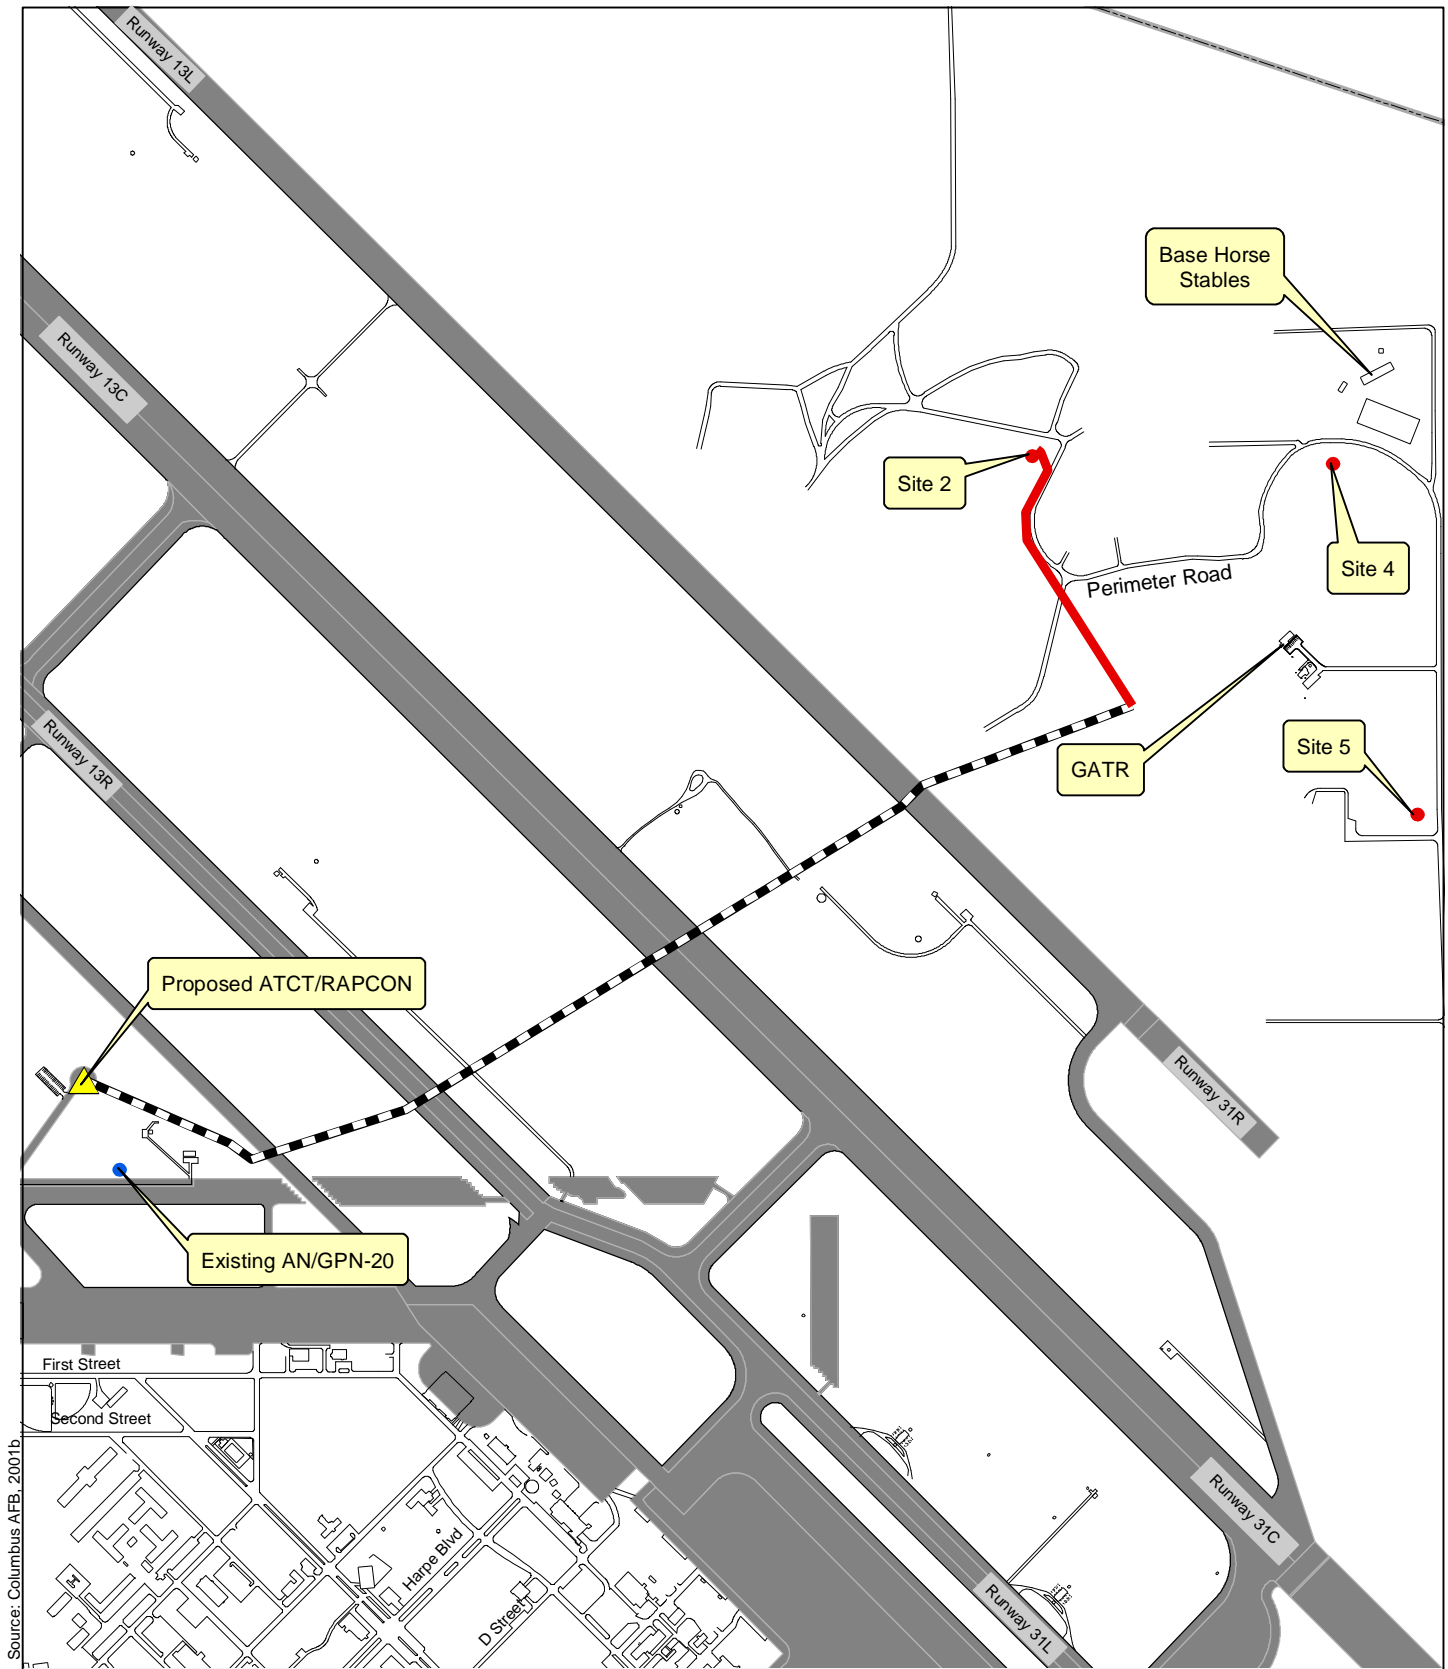 Runway 13L
Base Horse
Stables
Runway 13C
Site 2
Site 4
Perimeter Road
Runway 13R
Site 5
GATR
Proposed ATCT/RAPCON
Runway 31R
Existing AN/GPN-20
First Street
Second Street
Runway 31C
Harpe Blvd
D Street
Runway 31L
Source: Columbus AFB, 2001b